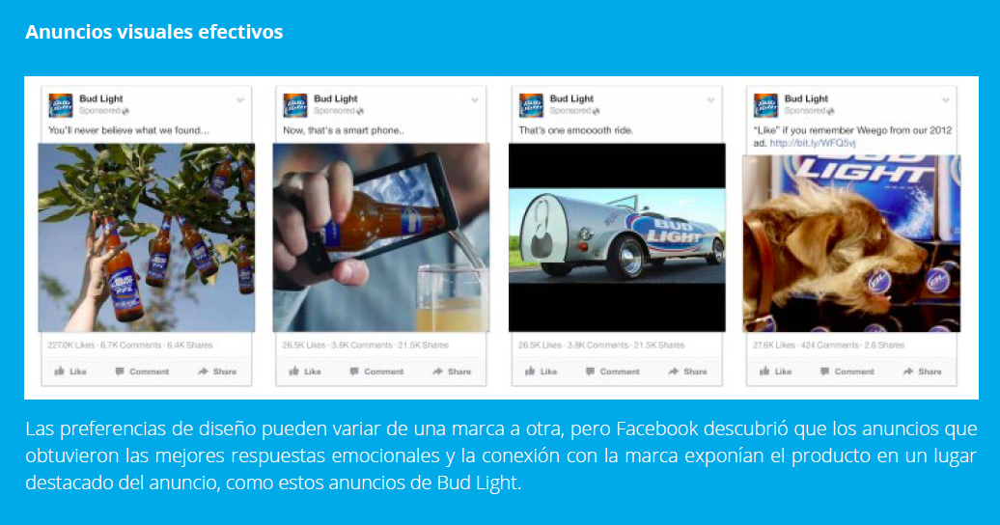 Anuncios visuales efectivos
Bud Light
Sponsored
You'll never believe what we found...
227.0K Likes · 6.7K Comments · 6.4K Shares
Like Comment Share
Bud Light
Sponsored
Now, that's a smart phone..
26.5K Likes · 3.8K Comments · 21.5K Shares
Like Comment Share
Bud Light
Sponsored
That's one smooooth ride.
BUD
LIGHT
26.5K Likes · 3.8K Comments · 21.5K Shares
Like Comment Share
Bud Light
Sponsored
"Like" if you remember Weego from our 2012
ad. http://bit.ly/WFQ5vj
LIGHT
27.6K Likes · 424 Comments · 2.6 Shares
Like Comment Share
Las preferencias de diseño pueden variar de una marca a otra, pero Facebook descubrió que los anuncios que
obtuvieron las mejores respuestas emocionales y la conexión con la marca exponían el producto en un lugar
destacado del anuncio, como estos anuncios de Bud Light.